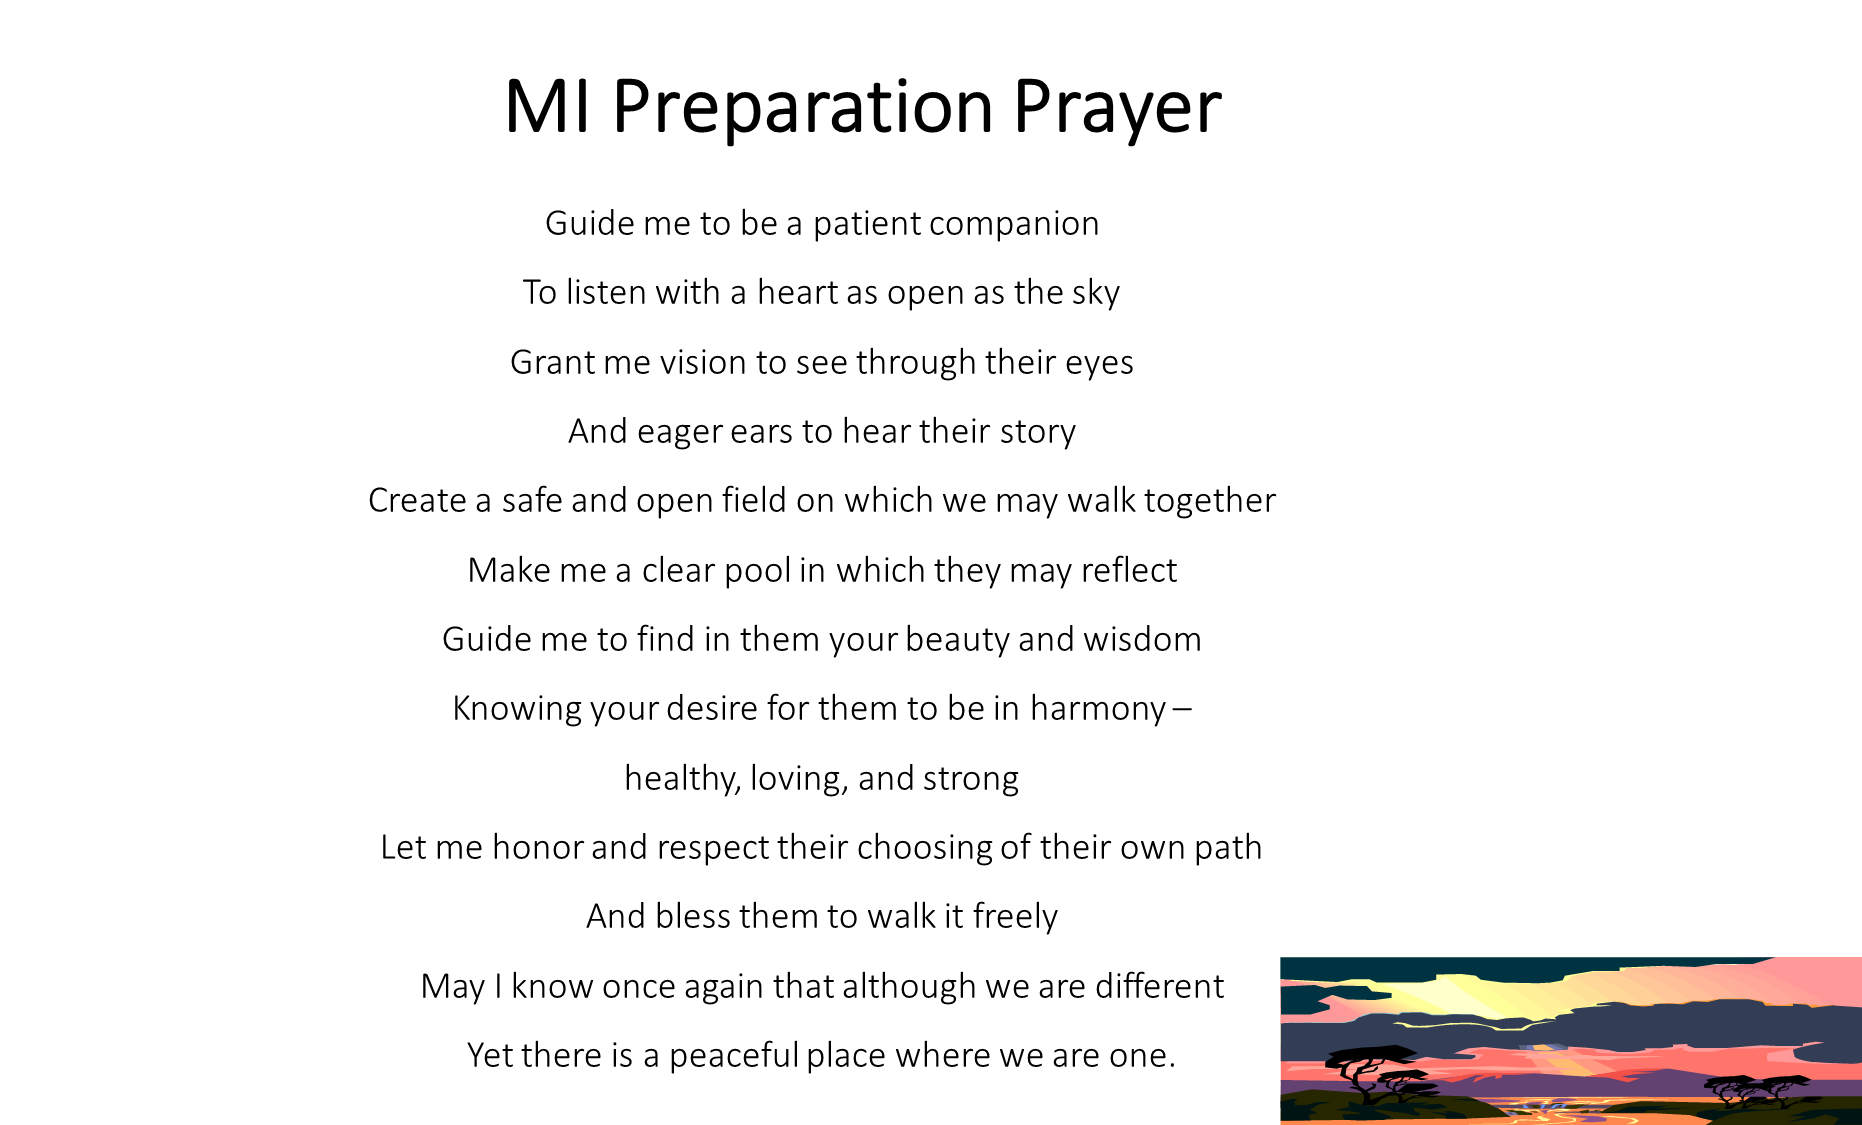 MI Preparation Prayer
Guide me to be a patient companion
To listen with a heart as open as the sky
Grant me vision to see through their eyes
And eager ears to hear their story
Create a safe and open field on which we may walk together
Make me a clear pool in which they may reflect
Guide me to find in them your beauty and wisdom
Knowing your desire for them to be in harmony –
healthy, loving, and strong
Let me honor and respect their choosing of their own path
And bless them to walk it freely
May I know once again that although we are different
Yet there is a peaceful place where we are one.